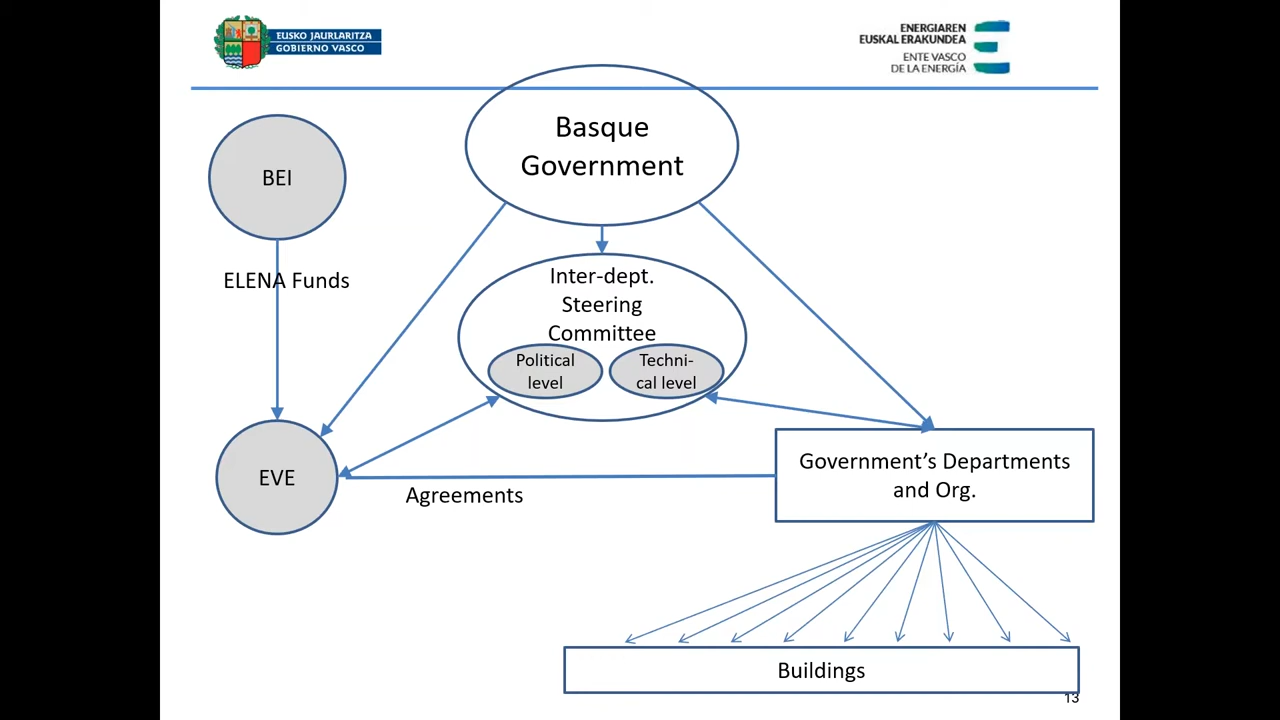 EUSKO JAURLARITZA
GOBIERNO VASCO
ENERGIAREN
EUSKAL ERAKUNDEA
ENTE VASCO
DE LA ENERGÍA
Basque
Government
BEI
ELENA Funds
Inter-dept.
Steering
Committee
Political
level
Techni-
cal level
EVE
Agreements
Government’s Departments
and Org.
Buildings
13